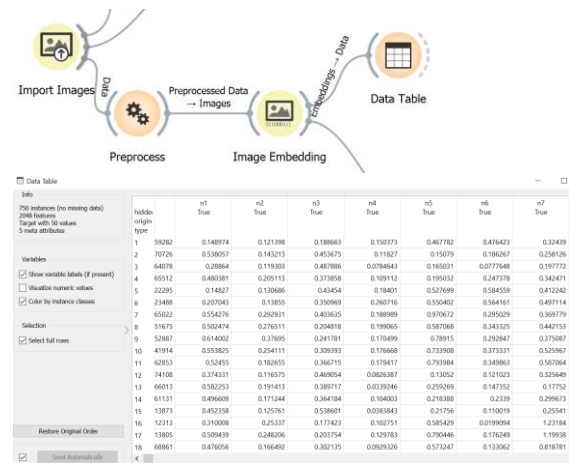 Import Images
Data
Preprocess
Preprocessed Data
→ Images
Image Embedding
Embeddings → Data
Data Table
Data Table
Info
750 instances (no missing data)
2048 features
Target with 50 values
5 meta attributes
Variables
Show variable labels (if present)
Visualize numeric values
Color by instance classes
Selection
Select full rows
Restore Original Order
Send Automatically
n1 n2 n3 n4 n5 n6 n7
hidden True True True True True True True
origin
type
1 59282 0.148974 0.121398 0.188663 0.150373 0.467782 0.476423 0.32439
2 70726 0.538057 0.143213 0.453675 0.11827 0.15079 0.186267 0.258126
3 64078 0.28864 0.119303 0.487886 0.0784643 0.165031 0.0777648 0.197772
4 65512 0.480381 0.205113 0.373858 0.109112 0.195032 0.247378 0.342471
5 22295 0.14827 0.130686 0.43454 0.18401 0.527699 0.584559 0.412242
6 23488 0.207043 0.13855 0.350969 0.260716 0.550402 0.564161 0.497114
7 65022 0.554276 0.292931 0.403635 0.188989 0.970672 0.295029 0.369779
8 51675 0.502474 0.276511 0.204818 0.199065 0.587068 0.343325 0.442153
9 52887 0.614002 0.37695 0.241781 0.170499 0.78915 0.292847 0.375087
10 41914 0.553825 0.254111 0.309393 0.176668 0.733908 0.373331 0.525967
11 62853 0.52455 0.182655 0.366715 0.179417 0.793984 0.349863 0.587064
12 74108 0.374331 0.116575 0.469054 0.0826387 0.13052 0.121023 0.325649
13 66013 0.582253 0.191413 0.389717 0.0339246 0.259269 0.147352 0.17752
14 61131 0.496609 0.171244 0.364184 0.104003 0.218388 0.2339 0.299673
15 13873 0.452358 0.125761 0.538601 0.0383843 0.21756 0.110019 0.25541
16 12313 0.310008 0.25337 0.177423 0.102751 0.585429 0.0199094 1.23184
17 13805 0.509439 0.248206 0.203754 0.129783 0.790446 0.176249 1.19938
18 68861 0.476056 0.166492 0.302135 0.0929326 0.573247 0.133062 0.818781